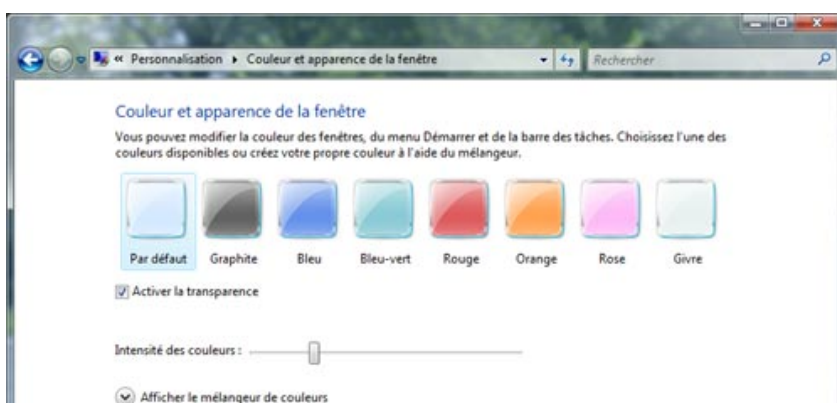 « Personnalisation ▸ Couleur et apparence de la fenêtre
Rechercher
Couleur et apparence de la fenêtre
Vous pouvez modifier la couleur des fenêtres, du menu Démarrer et de la barre des tâches. Choisissez l'une des
couleurs disponibles ou créez votre propre couleur à l'aide du mélangeur.
Par défaut Graphite Bleu Bleu-vert Rouge Orange Rose Givre
Activer la transparence
Intensité des couleurs :
Afficher le mélangeur de couleurs